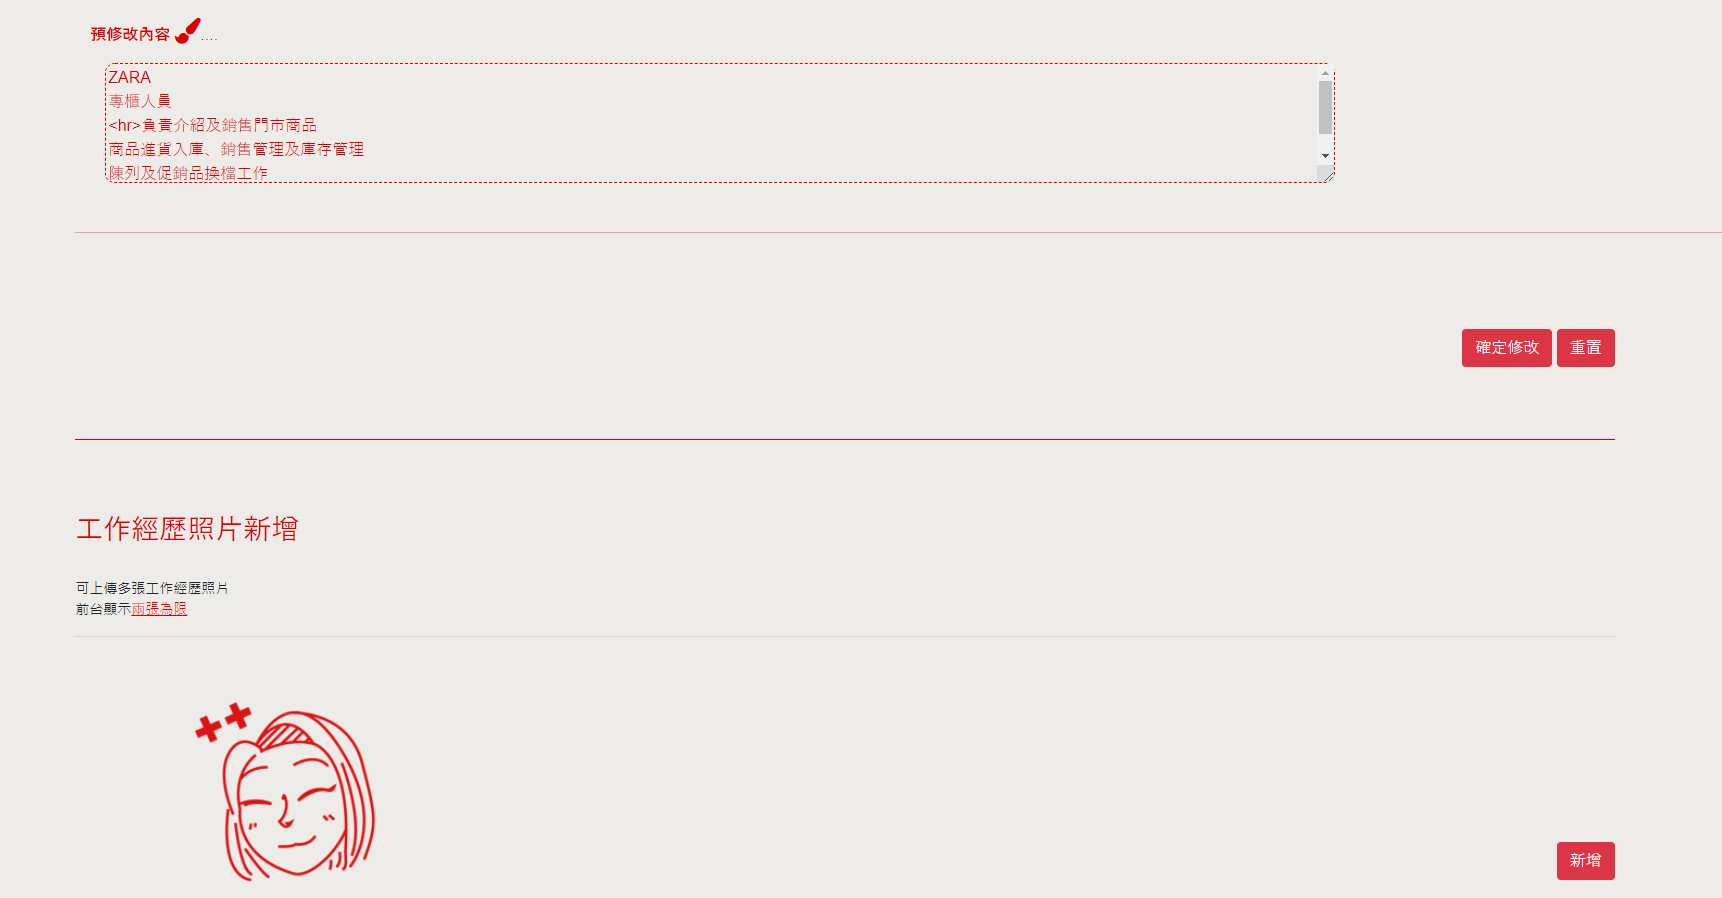 預修改內容 ....
ZARA
專櫃人員
<hr>負責介紹及銷售門市商品
商品進貨入庫、銷售管理及庫存管理
陳列及促銷品換檔工作
確定修改 重置
工作經歷照片新增
可上傳多張工作經歷照片
前台顯示兩張為限
新增